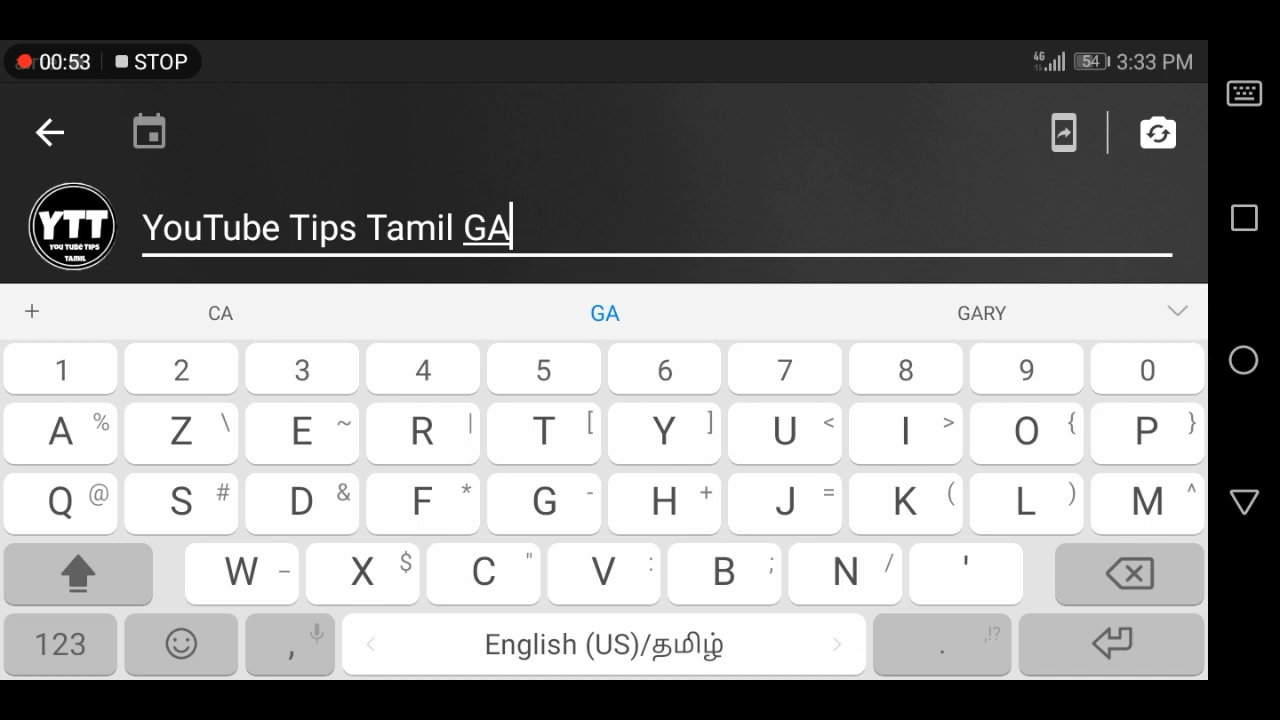 00:53 STOP 4G 54 3:33 PM
YTT
YOU TUBE TIPS
TAMIL
YouTube Tips Tamil GA
+ CA GA GARY
1 2 3 4 5 6 7 8 9 0
A % Z \ E ~ R | T [ Y ] U < I > O { P }
Q @ S # D & F * G - H + J = K ( L ) M ^
W _ X $ C " V : B ; N / '
123 , English (US)/தமிழ் . ,!?